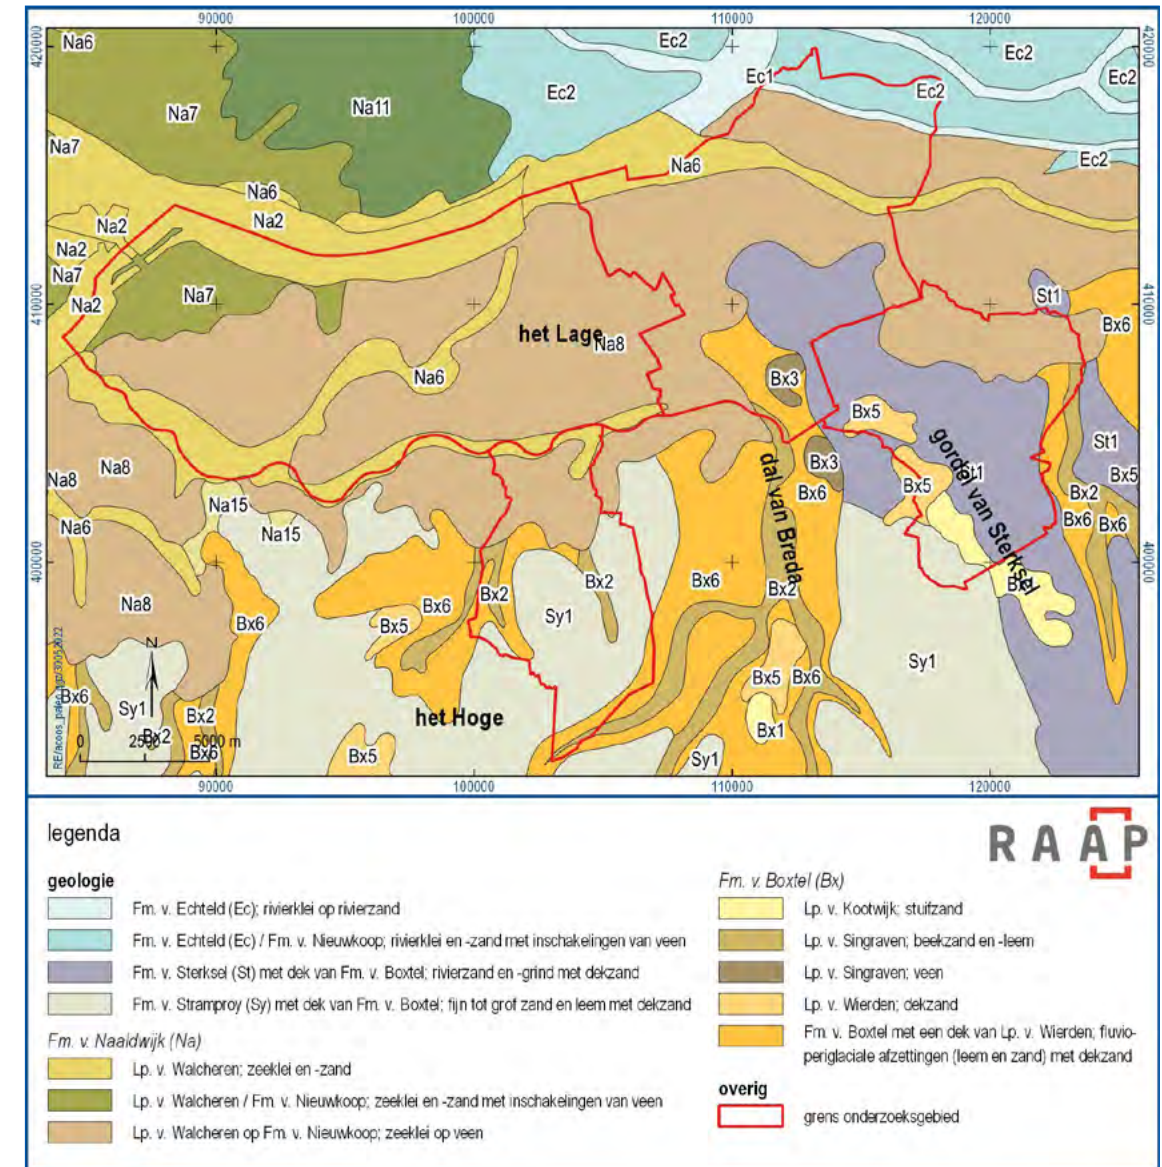 90000 100000 110000 120000
420000 420000
Na6 Ec2 Ec2
Ec1 Ec2 Ec2
Na7 Na11 Ec2
Na7 Na6 Ec2
Na6
Na2 Na2
Na2
Na7 Na7
Na2 St1
410000 410000
Bx6
het Lage Na8
Na6 Bx3
Bx5
Na8 Na8 St1 St1
Bx3 Bx5
Na15 Bx5 Bx2
Bx6
Na6 Na15 Bx6 Bx6
dal van Breda
gordel van Sterksel
400000 400000
Bx2 Bx2 Bx6 Bx2
Na8 Bx6 Sy1
Bx6 Bx5 Sy1
N
Bx6 Sy1 Bx5 Bx6
Bx2 het Hoge Bx1
Bx2
0 2500 5000 m
Bx6 Bx5 Sy1
90000 100000 110000 120000
legenda
RAAP
geologie
Fm. v. Echteld (Ec); rivierklei op rivierzand
Fm. v. Echteld (Ec) / Fm. v. Nieuwkoop; rivierklei en -zand met inschakelingen van veen
Fm. v. Sterksel (St) met dek van Fm. v. Boxtel; rivierzand en -grind met dekzand
Fm. v. Stramproy (Sy) met dek van Fm. v. Boxtel; fijn tot grof zand en leem met dekzand
Fm. v. Naaldwijk (Na)
Lp. v. Walcheren; zeeklei en -zand
Lp. v. Walcheren / Fm. v. Nieuwkoop; zeeklei en -zand met inschakelingen van veen
Lp. v. Walcheren op Fm. v. Nieuwkoop; zeeklei op veen
Fm. v. Boxtel (Bx)
Lp. v. Kootwijk; stuifzand
Lp. v. Singraven; beekzand en -leem
Lp. v. Singraven; veen
Lp. v. Wierden; dekzand
Fm. v. Boxtel met een dek van Lp. v. Wierden; fluvio-
periglaciale afzettingen (leem en zand) met dekzand
overig
grens onderzoeksgebied